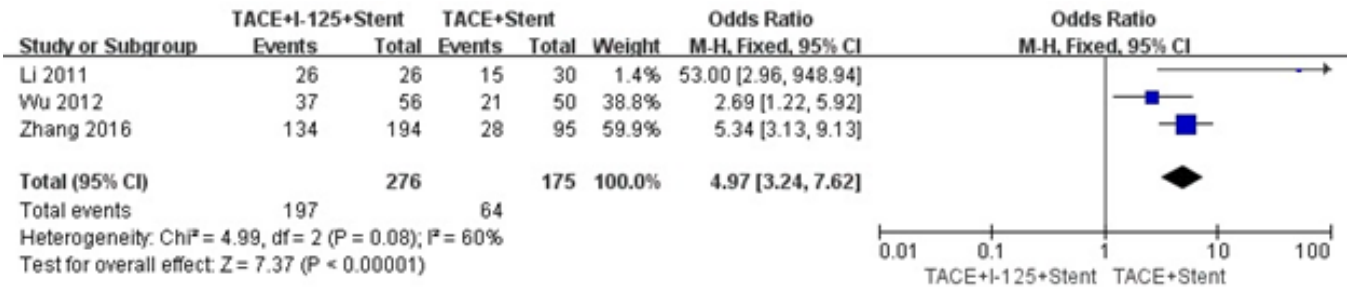 TACE+I-125+Stent TACE+Stent Odds Ratio Odds Ratio
Study or Subgroup Events Total Events Total Weight M-H, Fixed, 95% CI M-H, Fixed, 95% CI
Li 2011 26 26 15 30 1.4% 53.00 [2.96, 948.94]
Wu 2012 37 56 21 50 38.8% 2.69 [1.22, 5.92]
Zhang 2016 134 194 28 95 59.9% 5.34 [3.13, 9.13]
Total (95% CI) 276 175 100.0% 4.97 [3.24, 7.62]
Total events 197 64
Heterogeneity: Chi² = 4.99, df = 2 (P = 0.08); I² = 60%
Test for overall effect: Z = 7.37 (P < 0.00001)
0.01 0.1 1 10 100
TACE+I-125+Stent TACE+Stent